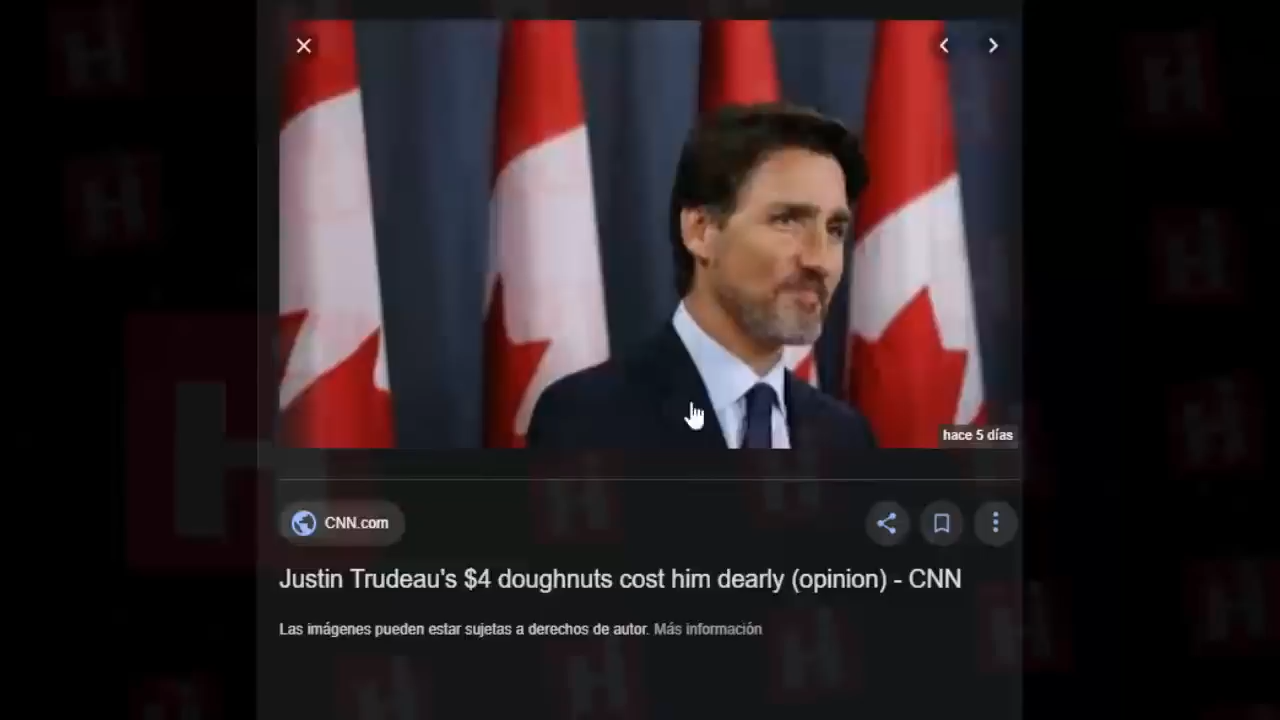 hace 5 días
CNN.com
Justin Trudeau's $4 doughnuts cost him dearly (opinion) - CNN
Las imágenes pueden estar sujetas a derechos de autor. Más información